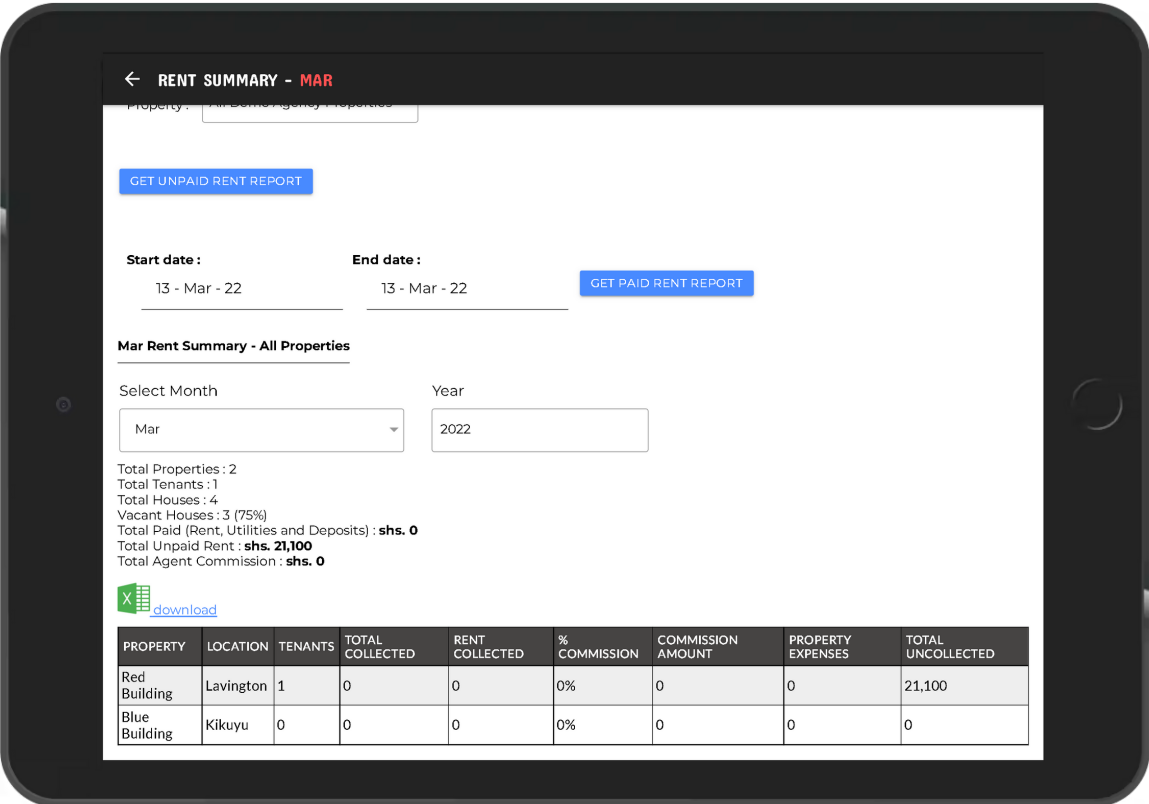 RENT SUMMARY - MAR
Property : All Demo Agency Properties
GET UNPAID RENT REPORT
Start date : End date :
13 - Mar - 22 13 - Mar - 22 GET PAID RENT REPORT
Mar Rent Summary - All Properties
Select Month Year
Mar 2022
Total Properties : 2
Total Tenants : 1
Total Houses : 4
Vacant Houses : 3 (75%)
Total Paid (Rent, Utilities and Deposits) : shs. 0
Total Unpaid Rent : shs. 21,100
Total Agent Commission : shs. 0
download
PROPERTY LOCATION TENANTS TOTAL COLLECTED RENT COLLECTED % COMMISSION COMMISSION AMOUNT PROPERTY EXPENSES TOTAL UNCOLLECTED
Red Building Lavington 1 0 0 0% 0 0 21,100
Blue Building Kikuyu 0 0 0 0% 0 0 0